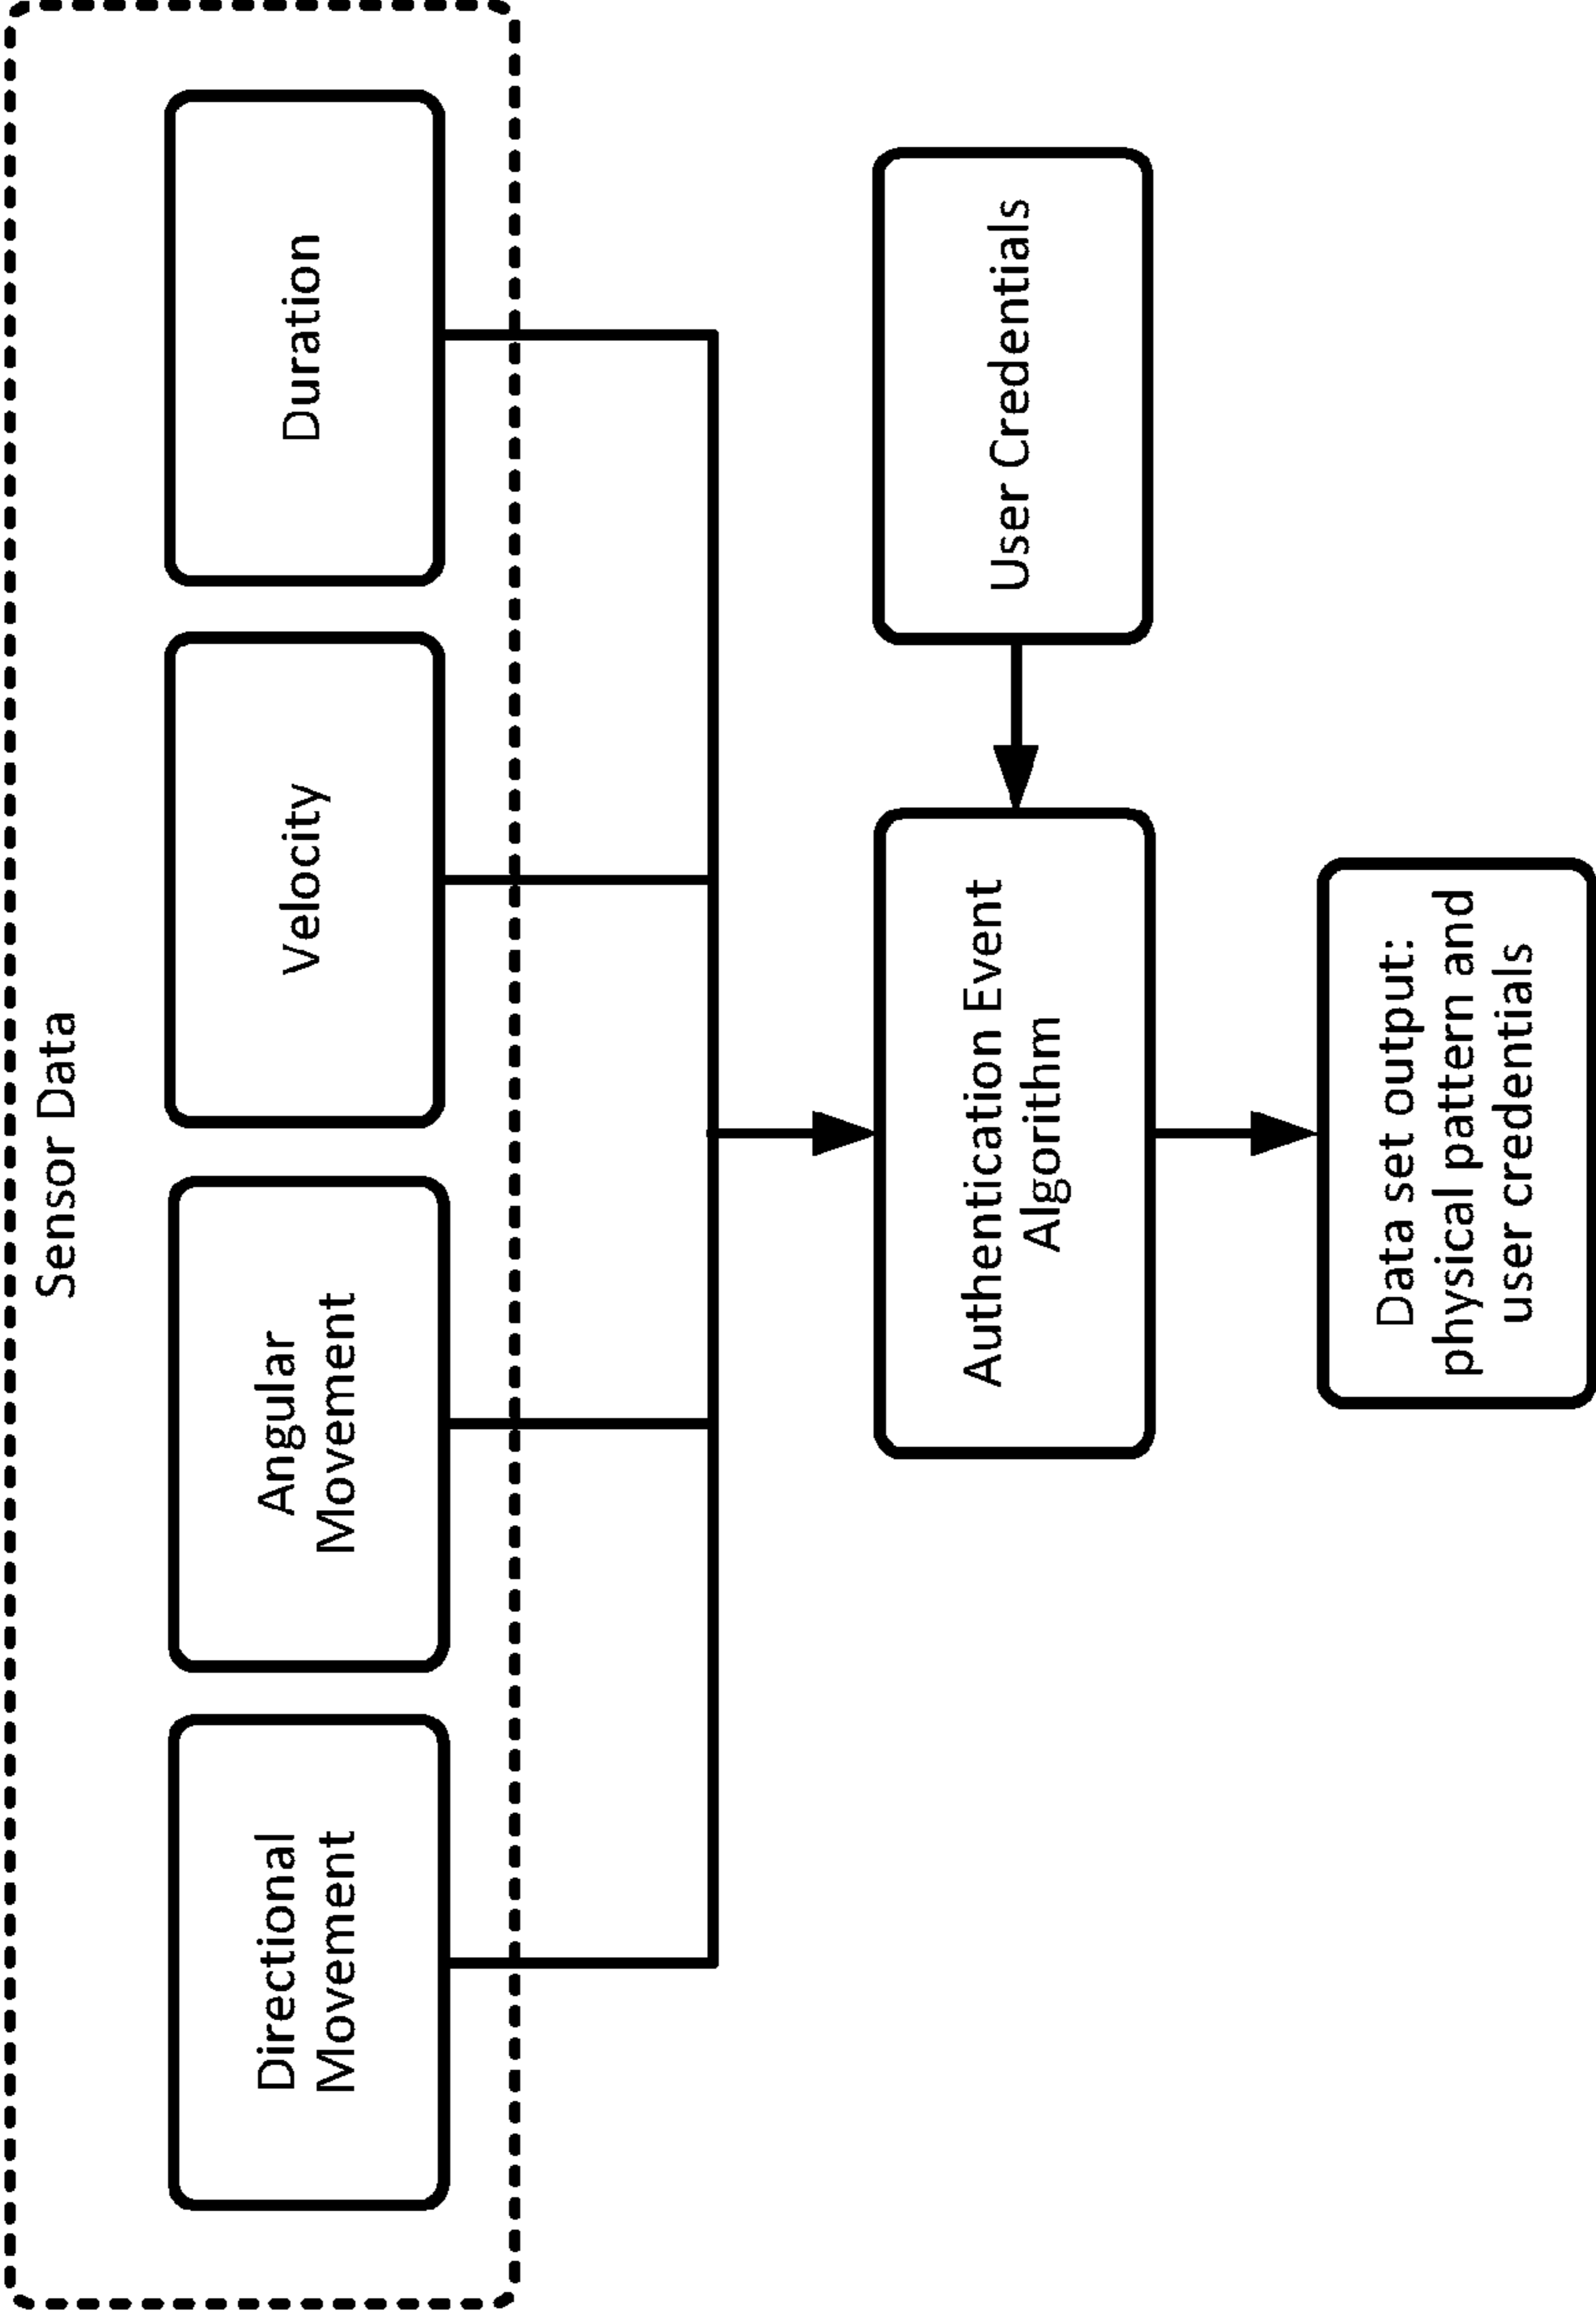 Sensor Data
Directional
Movement
Angular
Movement
Velocity
Duration
Authentication Event
Algorithm
User Credentials
Data set output:
physical pattern and
user credentials